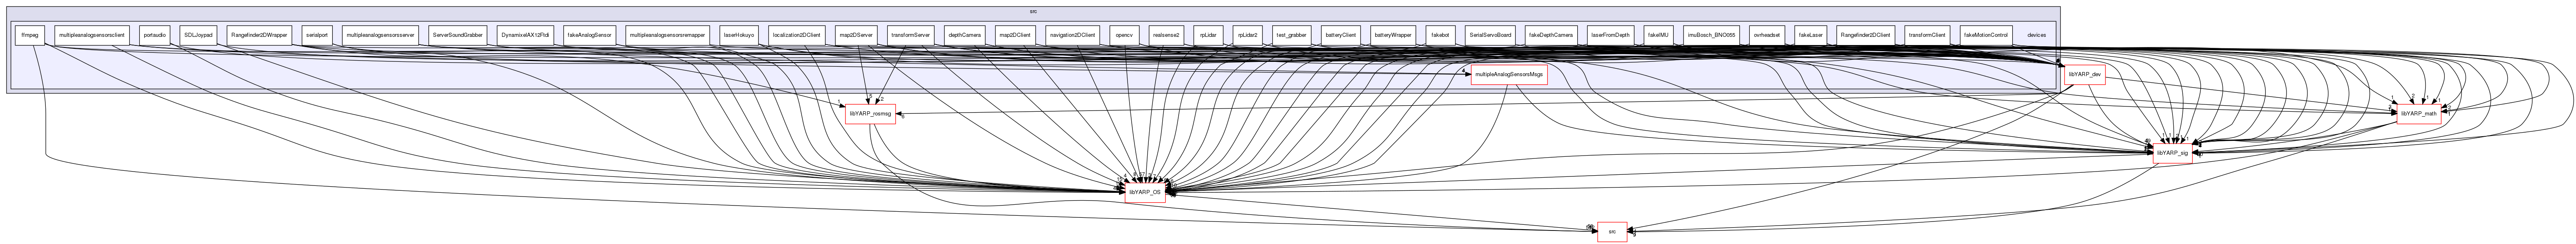 src
ffmpeg
multipleanalogsensorsclient
portaudio
SDLJoypad
Rangefinder2DWrapper
serialport
multipleanalogsensorsserver
ServerSoundGrabber
DynamixelAX12Ftdi
fakeAnalogSensor
multipleanalogsensorsremapper
laserHokuyo
localization2DClient
map2DServer
transformServer
depthCamera
map2DClient
navigation2DClient
opencv
realsense2
rpLidar
rpLidar2
test_grabber
batteryClient
batteryWrapper
fakebot
SerialServoBoard
fakeDepthCamera
laserFromDepth
fakeIMU
imuBosch_BNO055
ovrheadset
fakeLaser
Rangefinder2DClient
transformClient
fakeMotionControl
devices
multipleAnalogSensorsMsgs
libYARP_dev
libYARP_rosmsg
libYARP_math
libYARP_sig
libYARP_OS
src